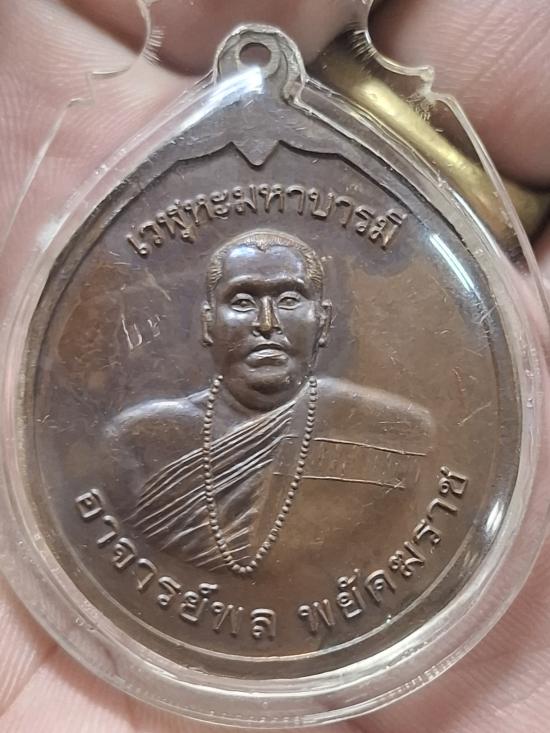 เวฬุหะมหาบารมี
อาจารย์พล พยัคฆราช